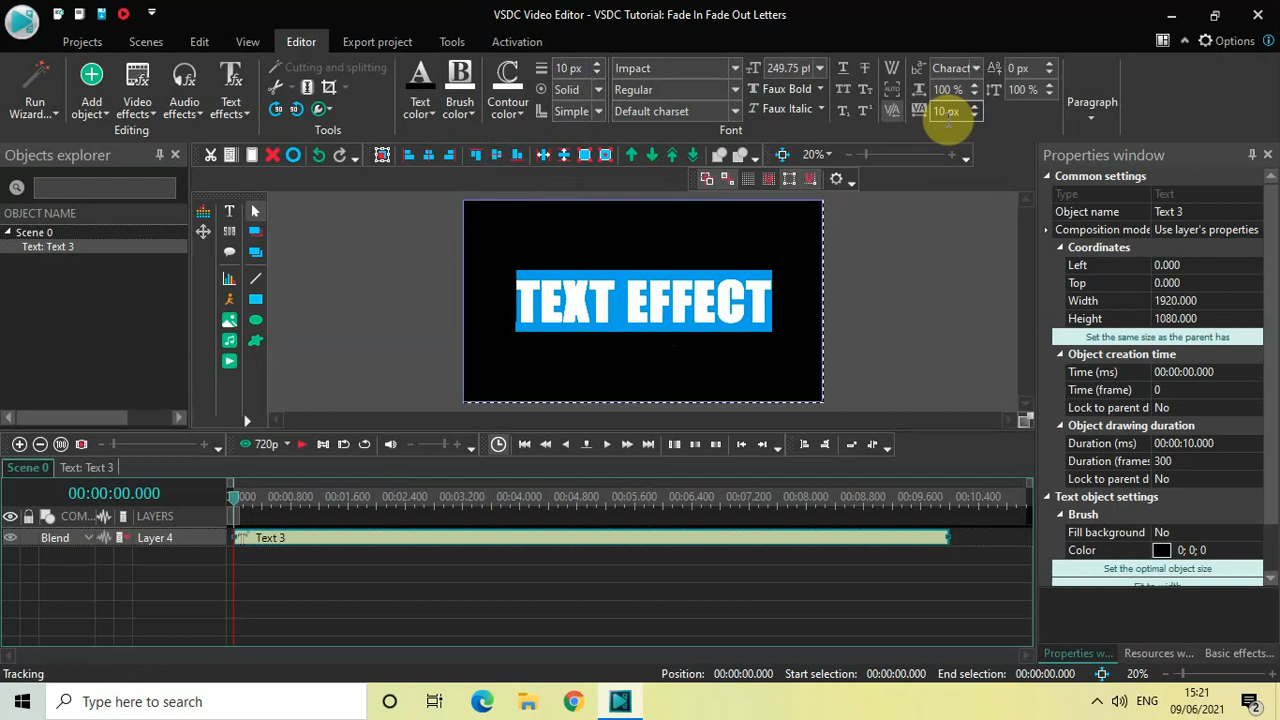 VSDC Video Editor - VSDC Tutorial: Fade In Fade Out Letters
Projects Scenes Edit View Editor Export project Tools Activation Options
Run Wizard...
Add object
Video effects
Audio effects
Text effects
Editing
Cutting and splitting
Tools
Text color
Brush color
Contour color
10 px
Solid
Simple
Impact
Regular
Default charset
249.75 pt
Faux Bold
Faux Italic
Font
Charact
100 %
10 px
0 px
100 %
Paragraph
Objects explorer
20%
Properties window
OBJECT NAME
Scene 0
Text: Text 3
TEXT EFFECT
Common settings
Type Text
Object name Text 3
Composition mode Use layer's properties
Coordinates
Left 0.000
Top 0.000
Width 1920.000
Height 1080.000
Set the same size as the parent has
Object creation time
Time (ms) 00:00:00.000
Time (frame) 0
Lock to parent d No
Object drawing duration
Duration (ms) 00:00:10.000
Duration (frames 300
Lock to parent d No
Text object settings
Brush
Fill background No
Color 0; 0; 0
Set the optimal object size
720p
Scene 0 Text: Text 3
00:00:00.000
000 00:00.800 00:01.600 00:02.400 00:03.200 00:04.000 00:04.800 00:05.600 00:06.400 00:07.200 00:08.000 00:08.800 00:09.600 00:10.400
COM... LAYERS
Blend Layer 4 Text 3
Properties w... Resources w... Basic effects...
Tracking
Position: 00:00:00.000 Start selection: 00:00:00.000 End selection: 00:00:00.000 20%
Type here to search
ENG
15:21
09/06/2021
2